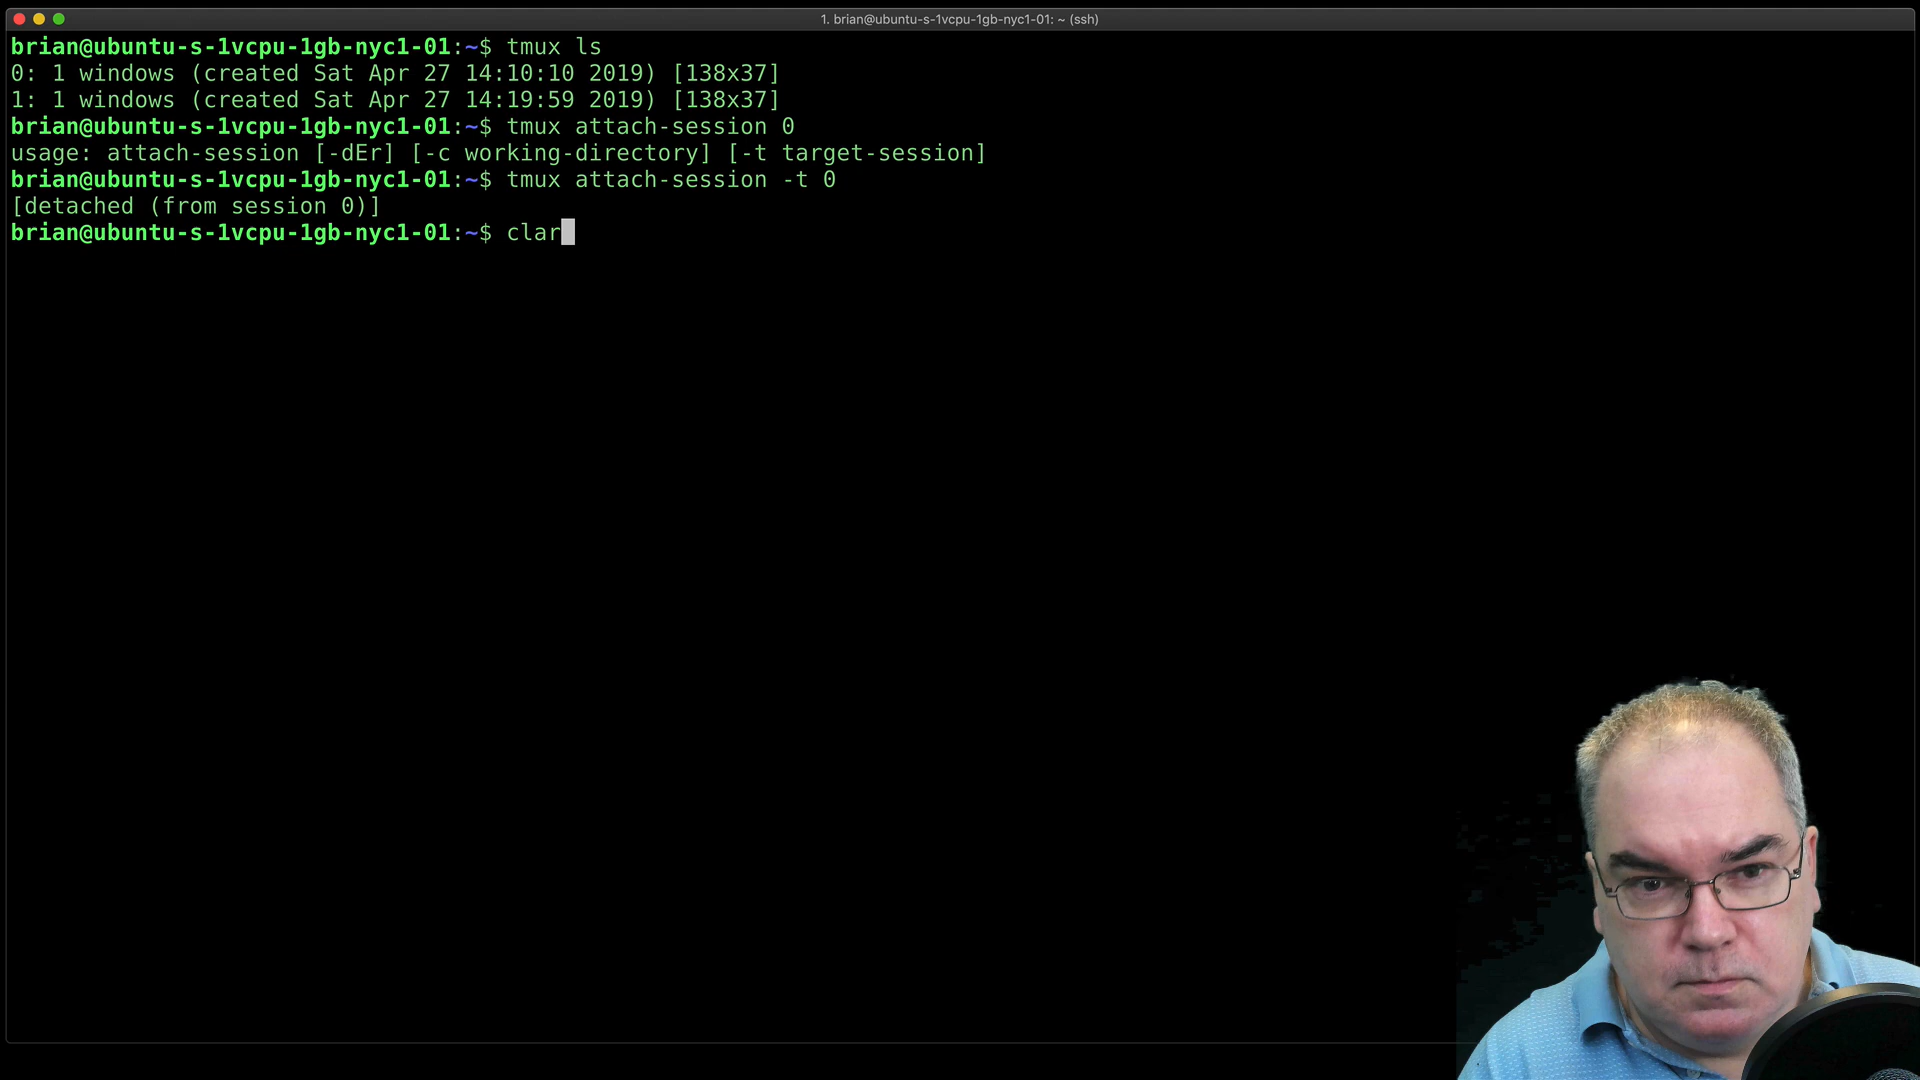 1. brian@ubuntu-s-1vcpu-1gb-nyc1-01: ~ (ssh)
brian@ubuntu-s-1vcpu-1gb-nyc1-01:~$ tmux ls
0: 1 windows (created Sat Apr 27 14:10:10 2019) [138x37]
1: 1 windows (created Sat Apr 27 14:19:59 2019) [138x37]
brian@ubuntu-s-1vcpu-1gb-nyc1-01:~$ tmux attach-session 0
usage: attach-session [-dEr] [-c working-directory] [-t target-session]
brian@ubuntu-s-1vcpu-1gb-nyc1-01:~$ tmux attach-session -t 0
[detached (from session 0)]
brian@ubuntu-s-1vcpu-1gb-nyc1-01:~$ clar